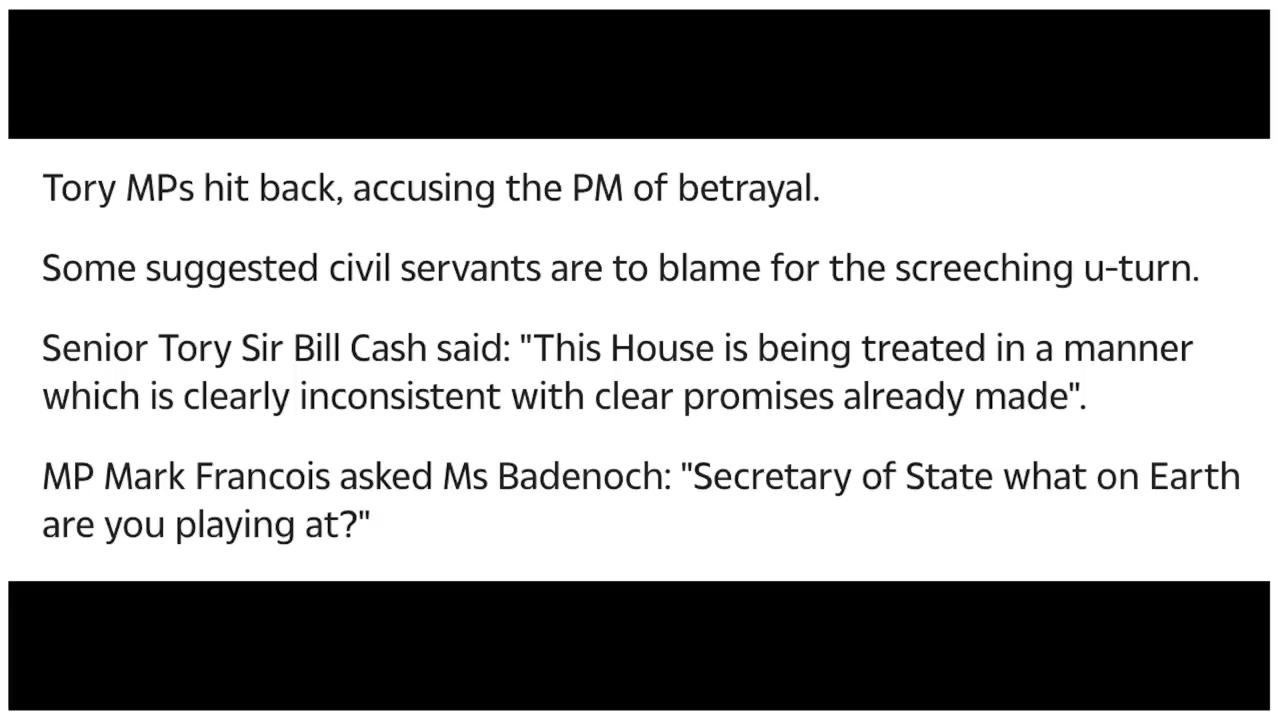 Tory MPs hit back, accusing the PM of betrayal.
Some suggested civil servants are to blame for the screeching u-turn.
Senior Tory Sir Bill Cash said: "This House is being treated in a manner
which is clearly inconsistent with clear promises already made".
MP Mark Francois asked Ms Badenoch: "Secretary of State what on Earth
are you playing at?"